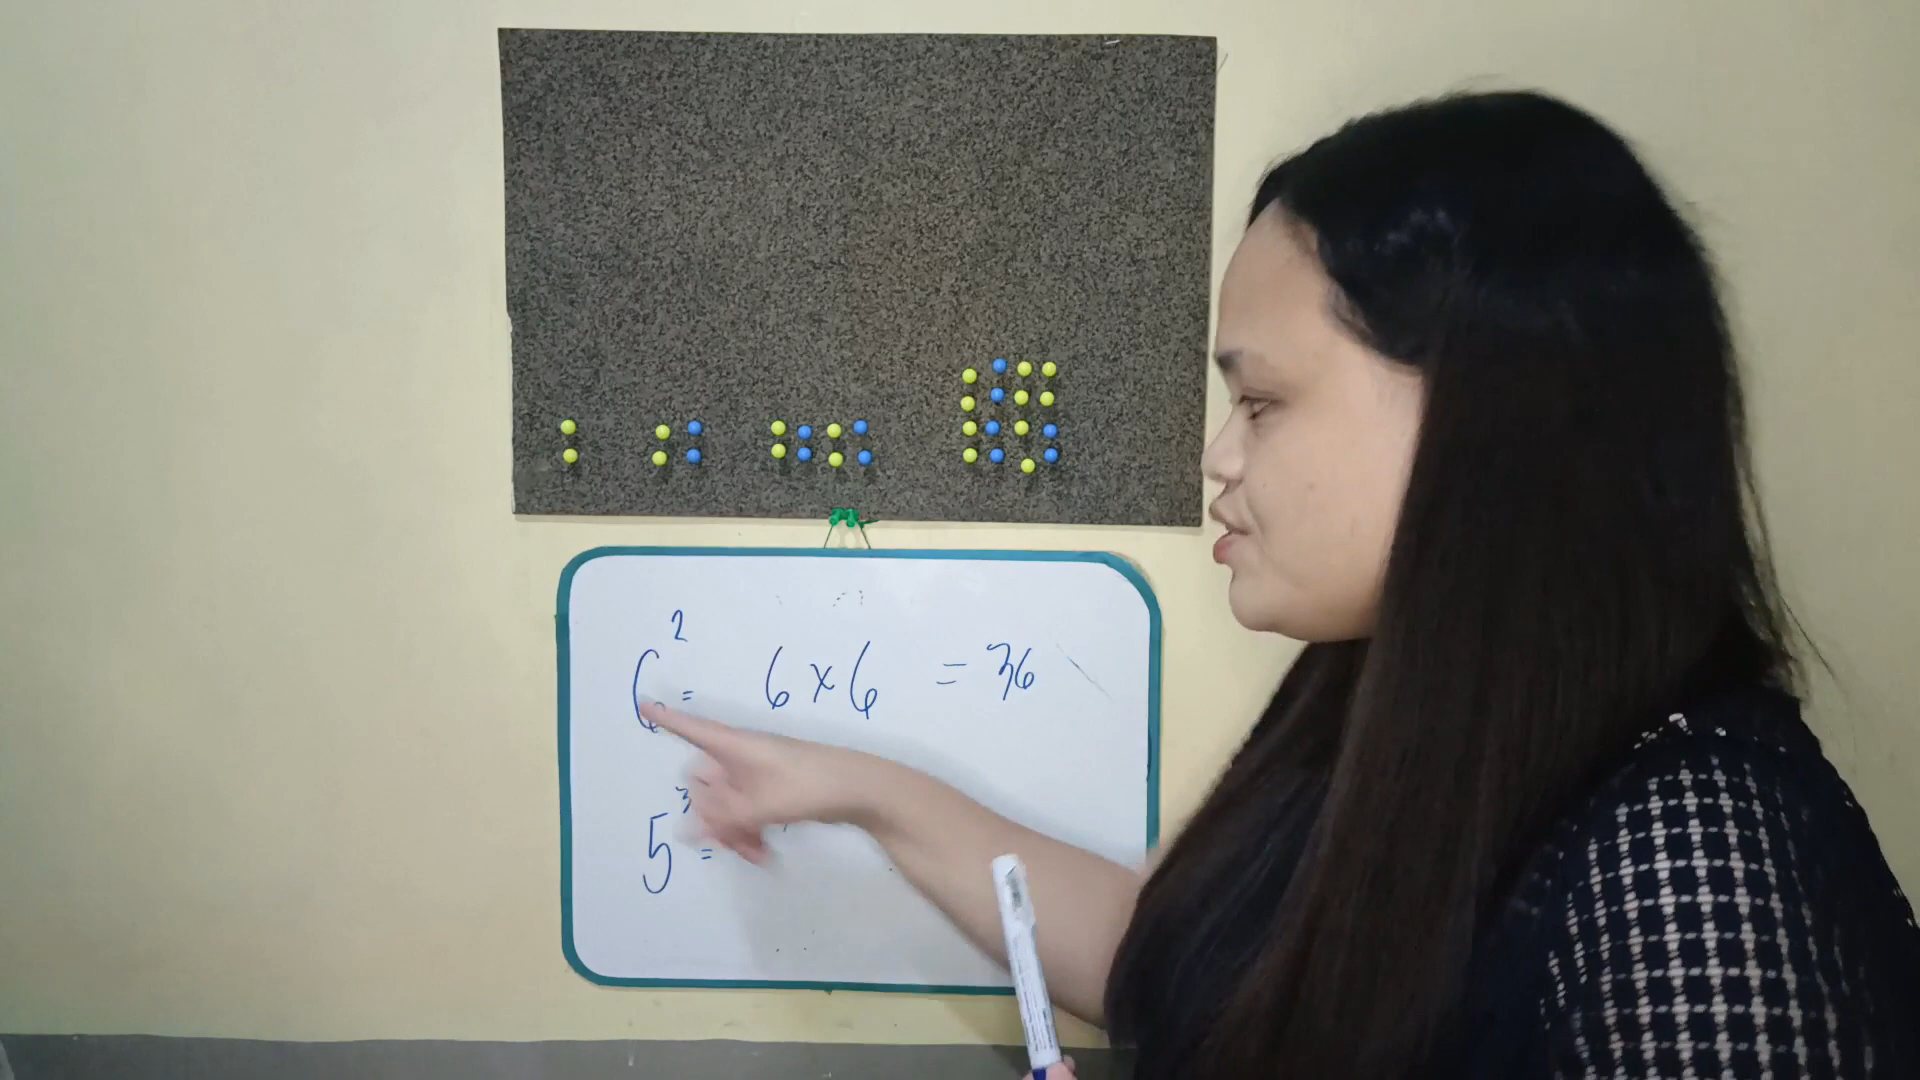 6² = 6 x 6 = 36
5³ =